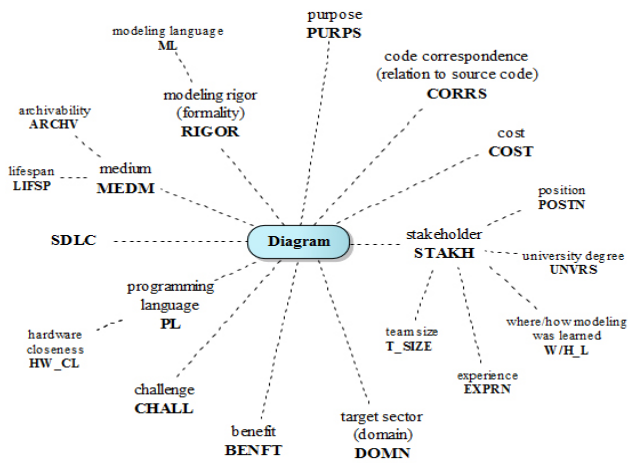 purpose
PURPS
modeling language
ML
code correspondence
(relation to source code)
CORRS
modeling rigor
(formality)
RIGOR
archivability
ARCHV
cost
COST
medium
MEDM
lifespan
LIFSP
position
POSTN
SDLC
Diagram
stakeholder
STAKH
university degree
UNVRS
programming
language
PL
hardware
closeness
HW_CL
team size
T_SIZE
where/how modeling
was learned
W/H_L
experience
EXPRN
challenge
CHALL
benefit
BENFT
target sector
(domain)
DOMN